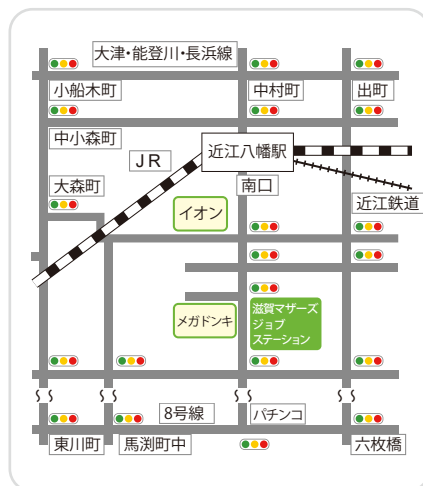 大津・能登川・長浜線
小船木町
中村町
出町
中小森町
近江八幡駅
JR
大森町
南口
近江鉄道
イオン
メガドンキ
滋賀マザーズ
ジョブ
ステーション
8号線
パチンコ
東川町
馬渕町中
六枚橋